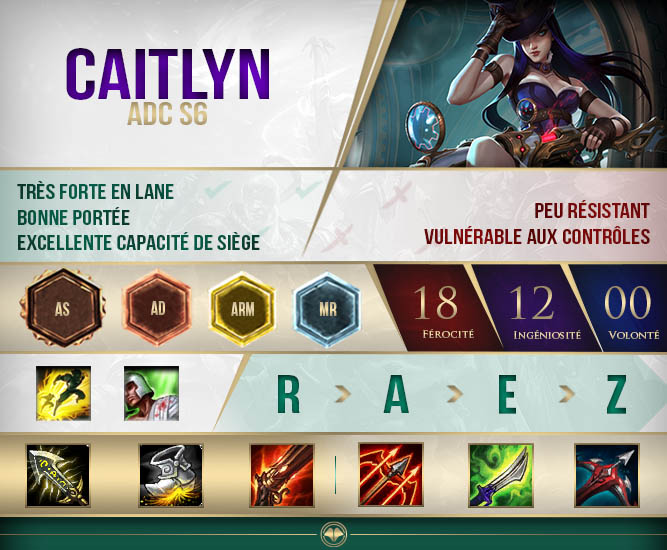 CAITLYN
ADC S6
TRÈS FORTE EN LANE
BONNE PORTÉE
EXCELLENTE CAPACITÉ DE SIÈGE
PEU RÉSISTANT
VULNÉRABLE AUX CONTRÔLES
AS AD ARM MR
18 12 00
FÉROCITÉ INGÉNIOSITÉ VOLONTÉ
R A E Z